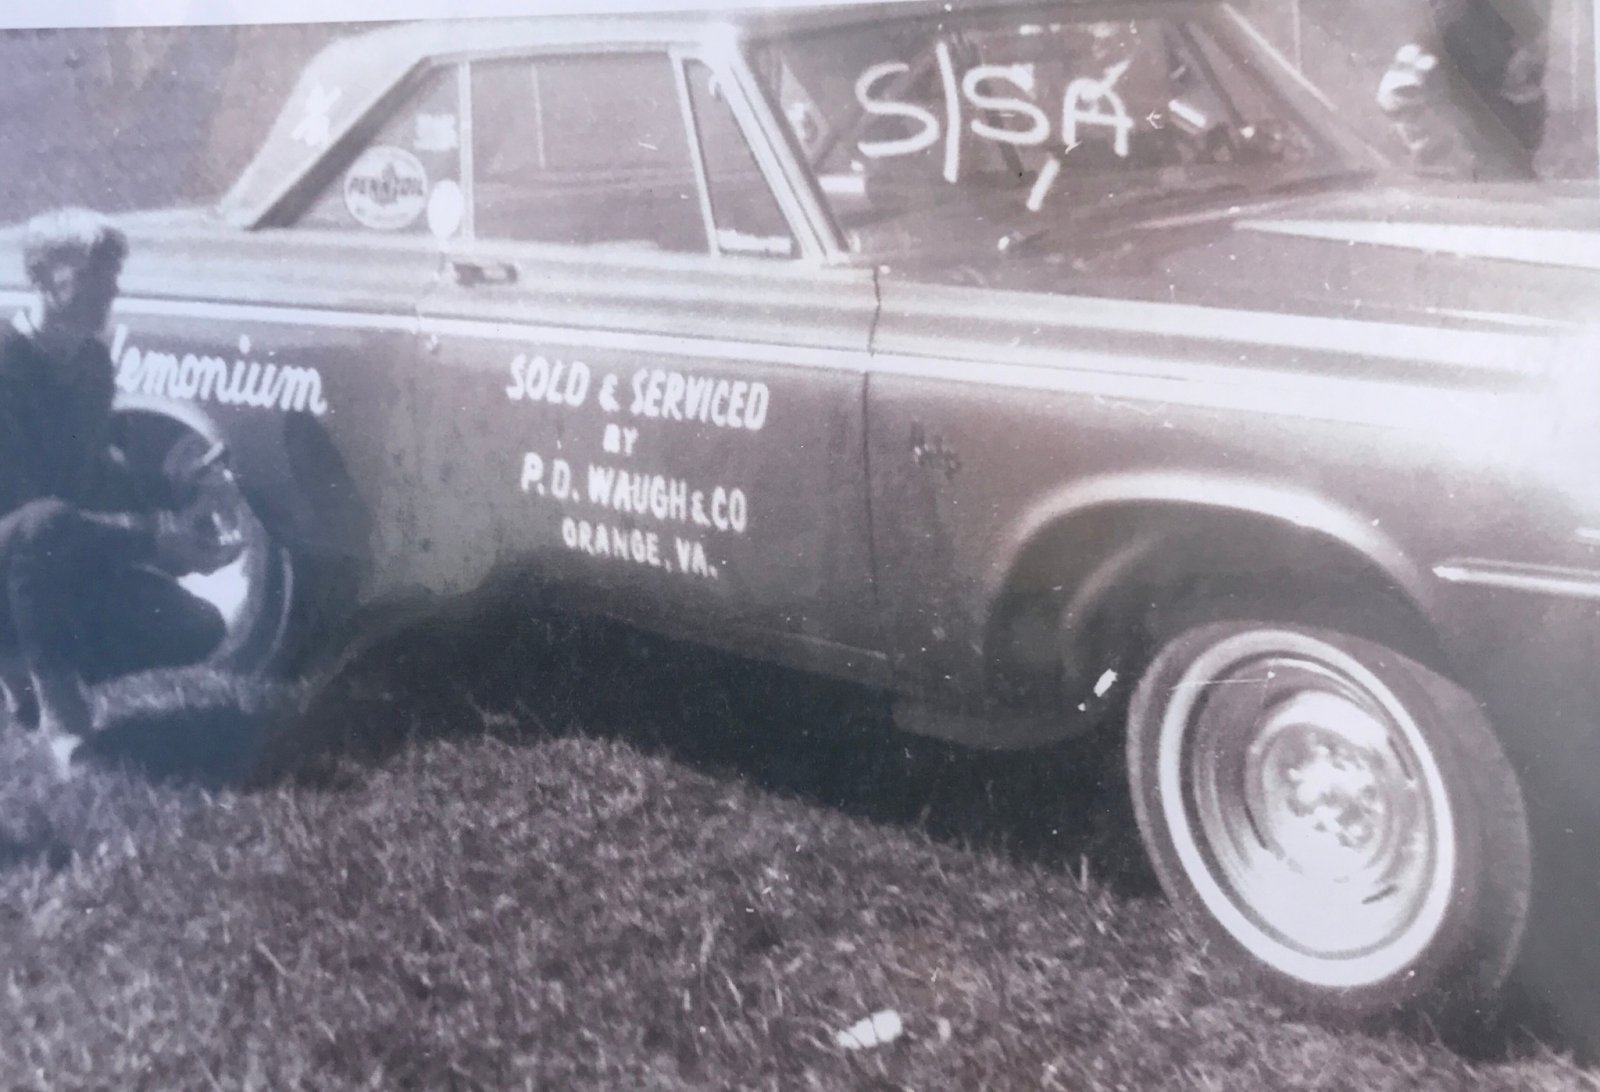 S/SA
PENNZOIL
emonium
SOLD & SERVICED
BY
P.D. WAUGH & CO
ORANGE, VA.